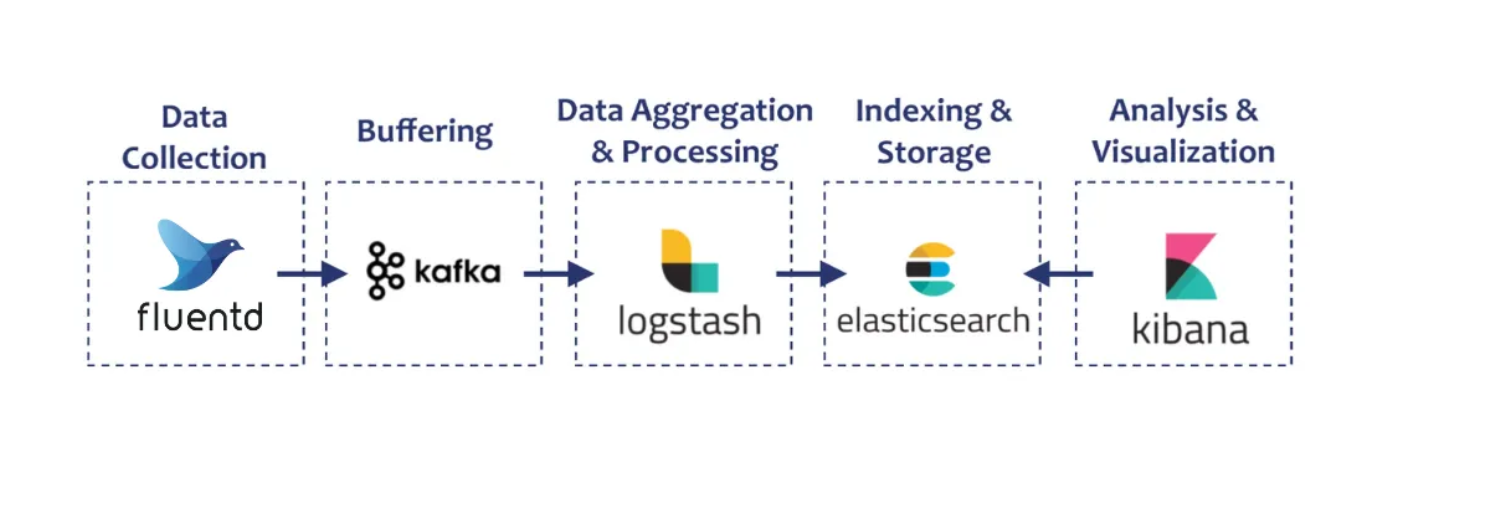 Data
Collection
Buffering
Data Aggregation
& Processing
Indexing &
Storage
Analysis &
Visualization
fluentd
kafka
logstash
elasticsearch
kibana